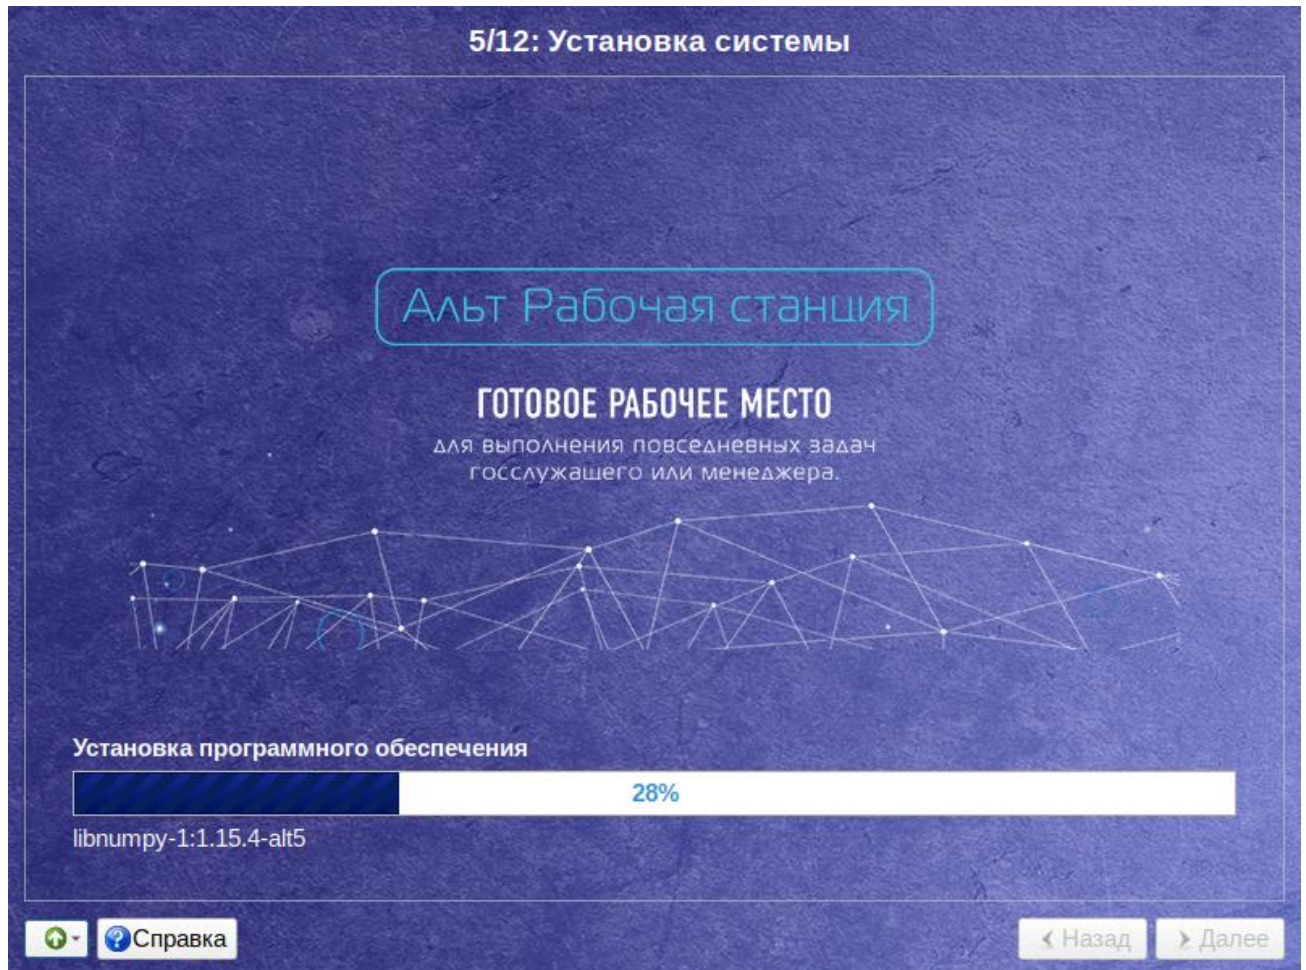 5/12: Установка системы
Альт Рабочая станция
ГОТОВОЕ РАБОЧЕЕ МЕСТО
для выполнения повседневных задач
госслужащего или менеджера.
Установка программного обеспечения
28%
libnumpy-1:1.15.4-alt5
Справка
Назад
Далее